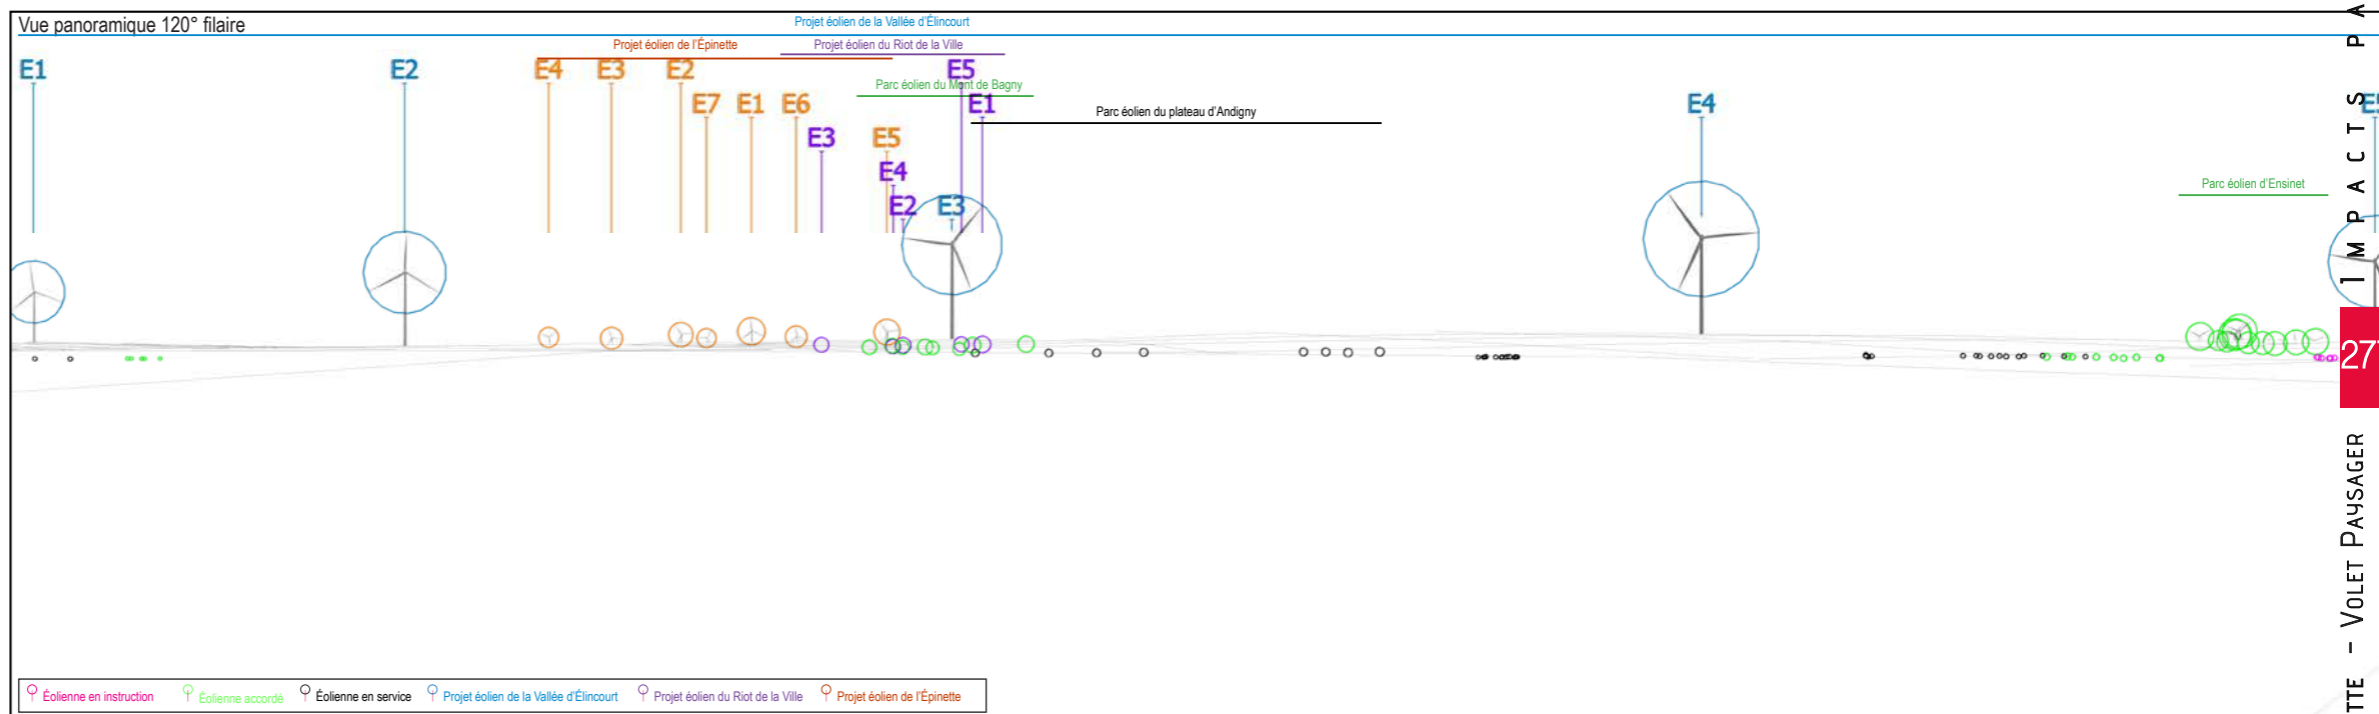 Vue panoramique 120° filaire
Projet éolien de la Vallée d'Élincourt
Projet éolien de l'Épinette
Projet éolien du Riot de la Ville
E1
E2
E4
E3
E2
E5
Parc éolien du Mont de Bagny
E7
E1
E6
E1
Parc éolien du plateau d'Andigny
E4
E3
E5
E4
E2
E3
Parc éolien d'Ensinet
Éolienne en instruction
Éolienne accordé
Éolienne en service
Projet éolien de la Vallée d'Élincourt
Projet éolien du Riot de la Ville
Projet éolien de l'Épinette
IMPACTS PA
27
TTE - VOLET PAYSAGER